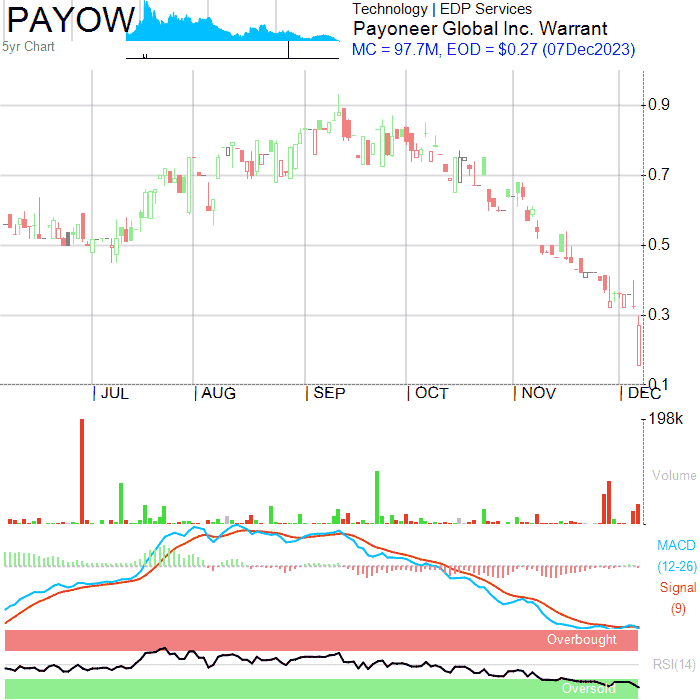 PAYOW
5yr Chart
Technology | EDP Services
Payoneer Global Inc. Warrant
MC = 97.7M, EOD = $0.27 (07Dec2023)
0.9
0.7
0.5
0.3
0.1
JUL AUG SEP OCT NOV DEC
198k
Volume
MACD
(12-26)
Signal
(9)
Overbought
RSI(14)
Oversold